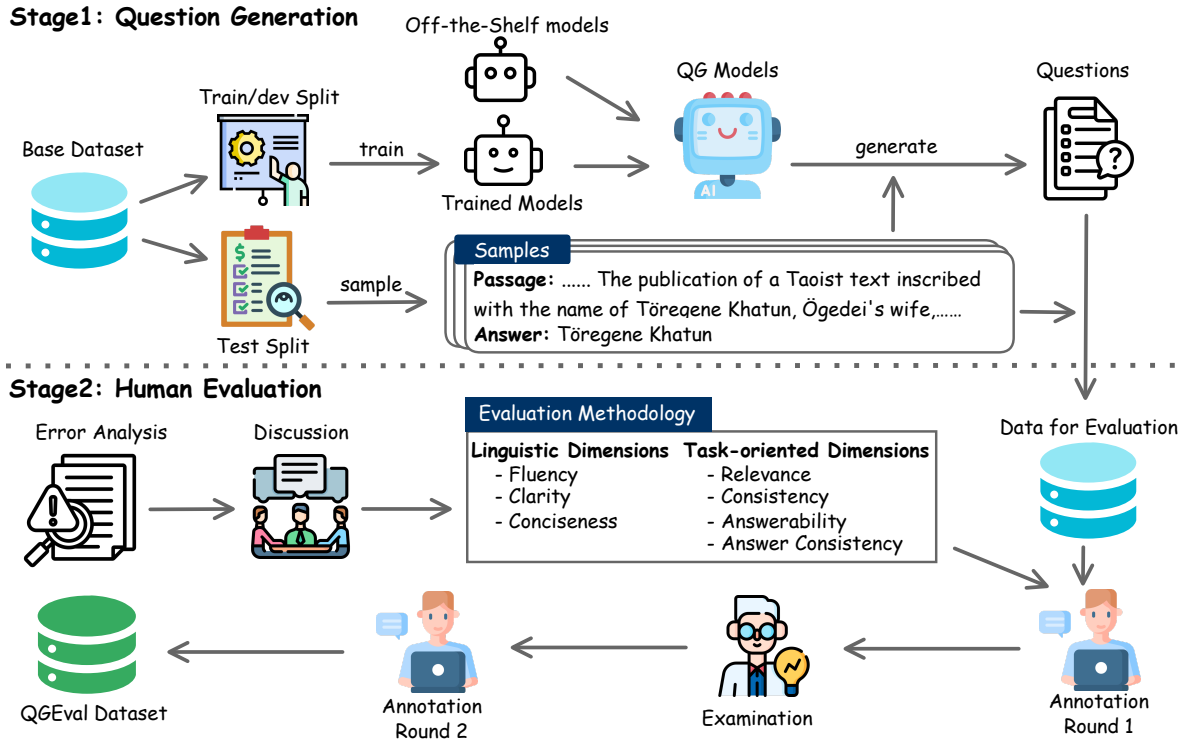 Stage1: Question Generation
Off-the-Shelf models
QG Models
Questions
Train/dev Split
Base Dataset
train
generate
Trained Models
AI
?
$
Samples
sample
Passage: ...... The publication of a Taoist text inscribed
with the name of Töregene Khatun, Ögedei's wife,......
Answer: Töregene Khatun
Test Split
Stage2: Human Evaluation
Evaluation Methodology
Error Analysis
Discussion
Data for Evaluation
Linguistic Dimensions
- Fluency
- Clarity
- Conciseness
Task-oriented Dimensions
- Relevance
- Consistency
- Answerability
- Answer Consistency
QGEval Dataset
Annotation
Round 2
Examination
Annotation
Round 1